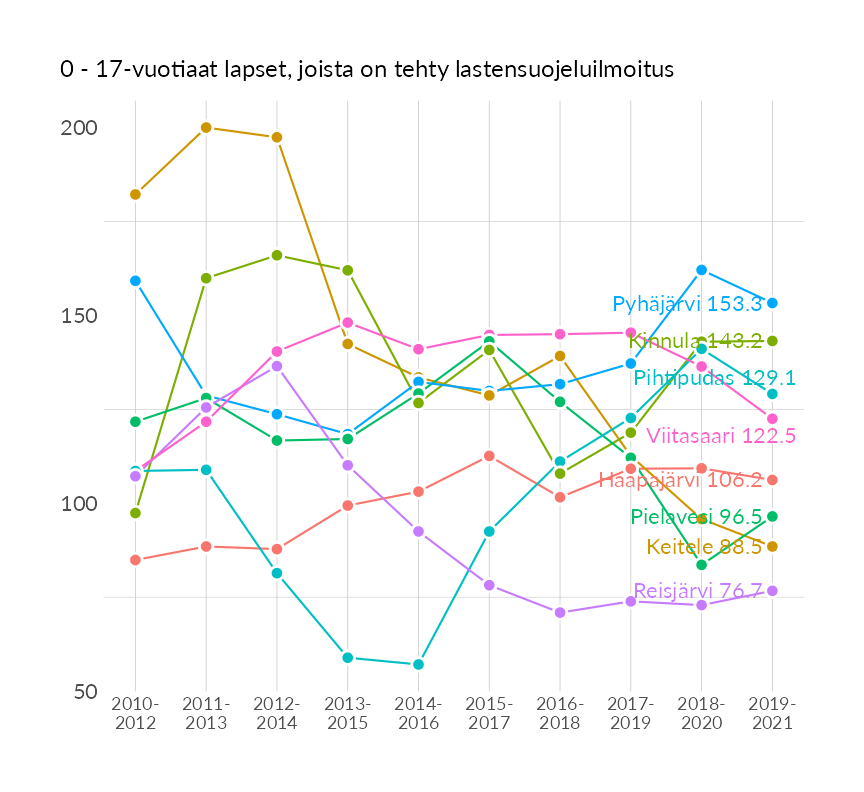 0 - 17-vuotiaat lapset, joista on tehty lastensuojeluilmoitus
200
150
100
50
Pyhäjärvi 153.3
Kinnula 143.2
Pihtipudas 129.1
Viitasaari 122.5
Haapajärvi 106.2
Pielavesi 96.5
Keitele 88.5
Reisjärvi 76.7
2010-2012
2011-2013
2012-2014
2013-2015
2014-2016
2015-2017
2016-2018
2017-2019
2018-2020
2019-2021